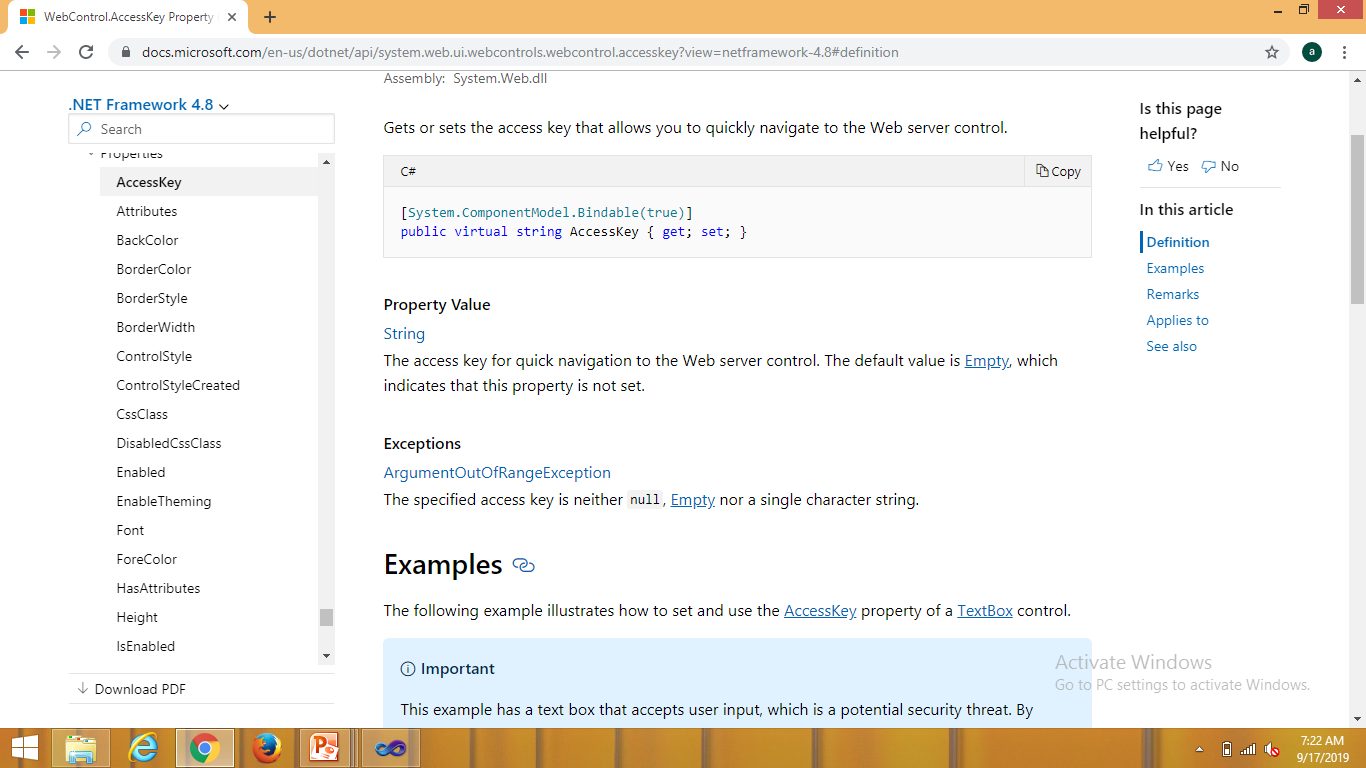 WebControl.AccessKey Property
docs.microsoft.com/en-us/dotnet/api/system.web.ui.webcontrols.webcontrol.accesskey?view=netframework-4.8#definition
a
.NET Framework 4.8
Search
Properties
AccessKey
Attributes
BackColor
BorderColor
BorderStyle
BorderWidth
ControlStyle
ControlStyleCreated
CssClass
DisabledCssClass
Enabled
EnableTheming
Font
ForeColor
HasAttributes
Height
IsEnabled
Download PDF
Assembly: System.Web.dll
Gets or sets the access key that allows you to quickly navigate to the Web server control.
C#
Copy
[System.ComponentModel.Bindable(true)]
public virtual string AccessKey { get; set; }
Property Value
String
The access key for quick navigation to the Web server control. The default value is Empty, which
indicates that this property is not set.
Exceptions
ArgumentOutOfRangeException
The specified access key is neither null, Empty nor a single character string.
Examples
The following example illustrates how to set and use the AccessKey property of a TextBox control.
Important
This example has a text box that accepts user input, which is a potential security threat. By
Is this page
helpful?
Yes No
In this article
Definition
Examples
Remarks
Applies to
See also
Activate Windows
Go to PC settings to activate Windows.
7:22 AM
9/17/2019